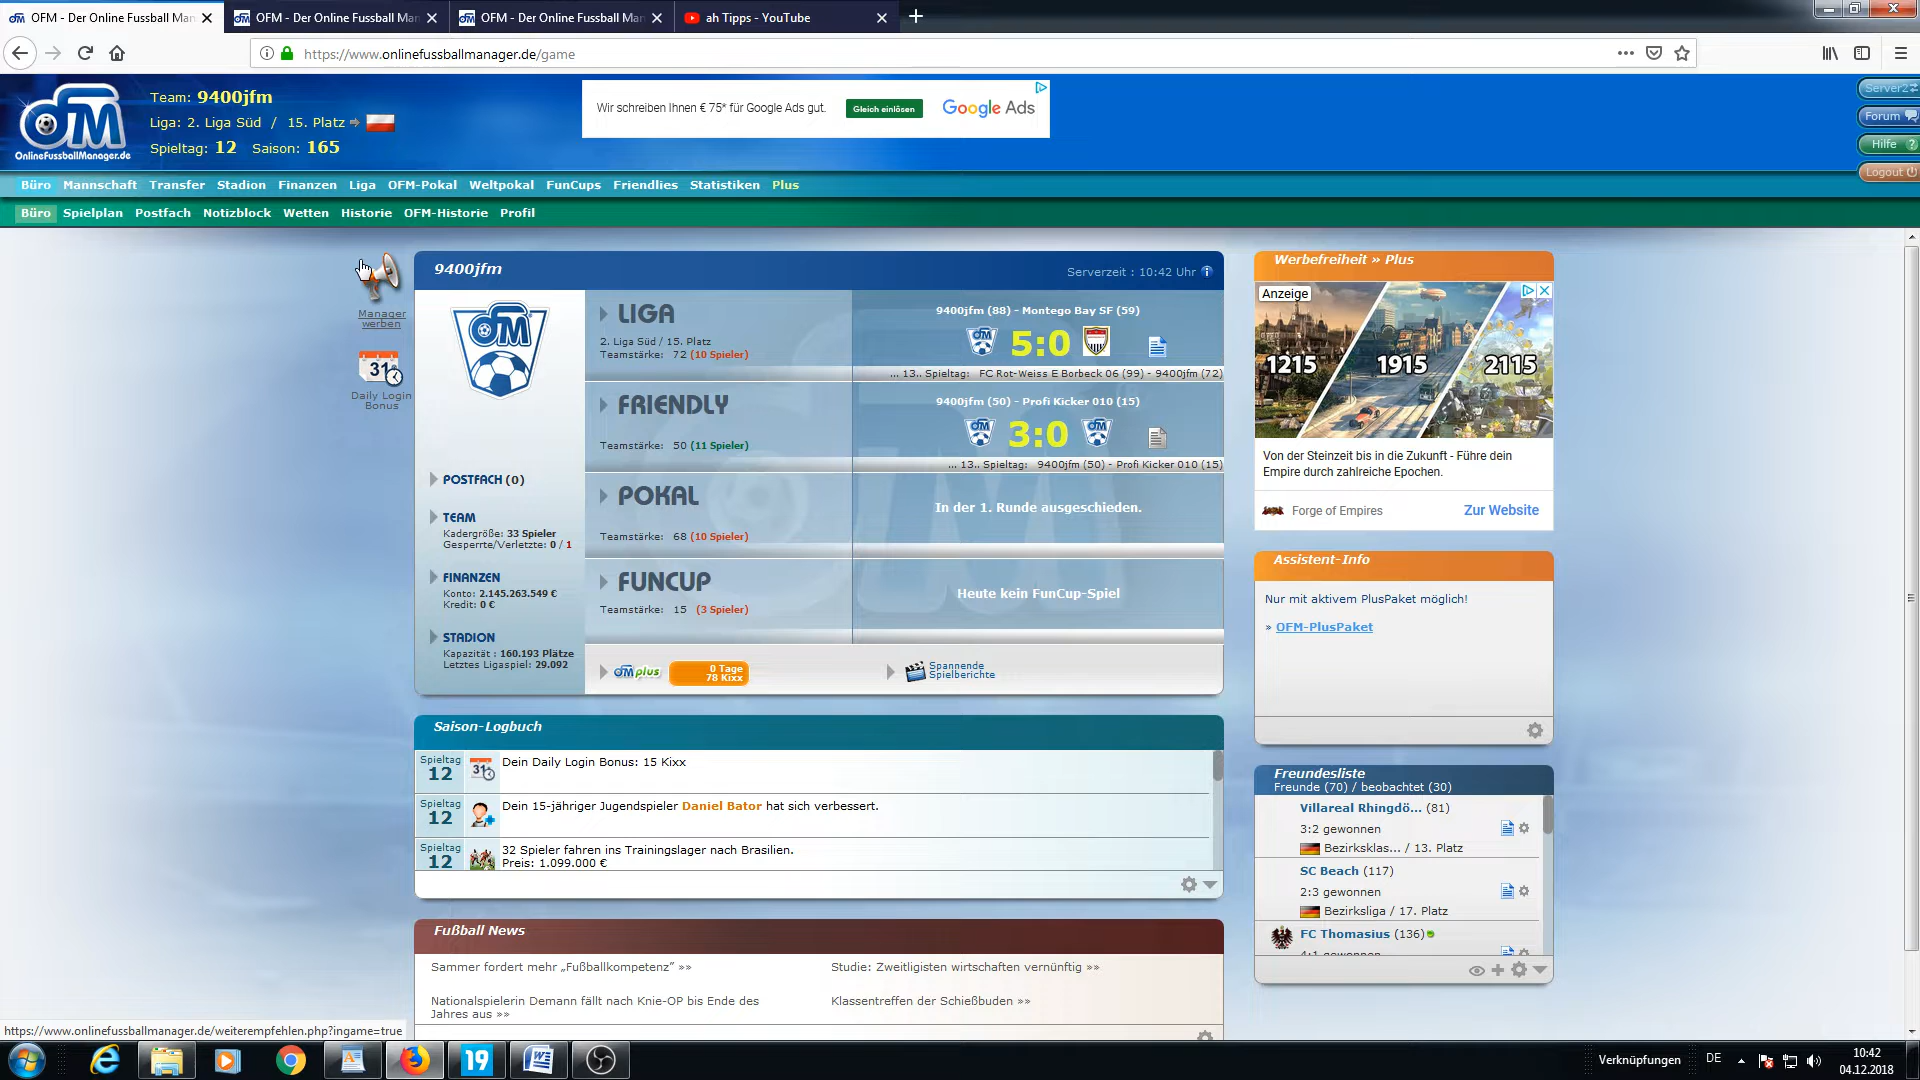 OFM - Der Online Fussball Man
OFM - Der Online Fussball Man
OFM - Der Online Fussball Man
ah Tipps - YouTube
https://www.onlinefussballmanager.de/game
OFM
OnlineFussballManager.de
Team: 9400jfm
Liga: 2. Liga Süd / 15. Platz
Spieltag: 12 Saison: 165
Wir schreiben Ihnen € 75* für Google Ads gut.
Gleich einlösen
Google Ads
Server2
Forum
Hilfe ?
Logout
Büro Mannschaft Transfer Stadion Finanzen Liga OFM-Pokal Weltpokal FunCups Friendlies Statistiken Plus
Büro Spielplan Postfach Notizblock Wetten Historie OFM-Historie Profil
Manager
werben
31
Daily Login
Bonus
9400jfm
Serverzeit : 10:42 Uhr
OFM
POSTFACH (0)
TEAM
Kadergröße: 33 Spieler
Gesperrte/Verletzte: 0 / 1
FINANZEN
Konto: 2.145.263.549 €
Kredit: 0 €
STADION
Kapazität : 160.193 Plätze
Letztes Ligaspiel: 29.092
LIGA
2. Liga Süd / 15. Platz
Teamstärke: 72 (10 Spieler)
9400jfm (88) - Montego Bay SF (59)
5:0
... 13.. Spieltag: FC Rot-Weiss E Borbeck 06 (99) - 9400jfm (72)
FRIENDLY
Teamstärke: 50 (11 Spieler)
9400jfm (50) - Profi Kicker 010 (15)
3:0
... 13.. Spieltag: 9400jfm (50) - Profi Kicker 010 (15)
POKAL
Teamstärke: 68 (10 Spieler)
In der 1. Runde ausgeschieden.
FUNCUP
Teamstärke: 15 (3 Spieler)
Heute kein FunCup-Spiel
OFM plus
0 Tage
78 Kixx
Spannende
Spielberichte
Saison-Logbuch
Spieltag
12
Dein Daily Login Bonus: 15 Kixx
Spieltag
12
Dein 15-jähriger Jugendspieler Daniel Bator hat sich verbessert.
Spieltag
12
32 Spieler fahren ins Trainingslager nach Brasilien.
Preis: 1.099.000 €
Fußball News
Sammer fordert mehr „Fußballkompetenz” »»
Studie: Zweitligisten wirtschaften vernünftig »»
Nationalspielerin Demann fällt nach Knie-OP bis Ende des
Jahres aus »»
Klassentreffen der Schießbuden »»
Werbefreiheit » Plus
Anzeige
1215
1915
2115
Von der Steinzeit bis in die Zukunft - Führe dein
Empire durch zahlreiche Epochen.
Forge of Empires
Zur Website
Assistent-Info
Nur mit aktivem PlusPaket möglich!
» OFM-PlusPaket
Freundesliste
Freunde (70) / beobachtet (30)
Villareal Rhingdö... (81)
3:2 gewonnen
Bezirksklas... / 13. Platz
SC Beach (117)
2:3 gewonnen
Bezirksliga / 17. Platz
FC Thomasius (136)
4:1 gewonnen
https://www.onlinefussballmanager.de/weiterempfehlen.php?ingame=true
19
Verknüpfungen
DE
10:42
04.12.2018